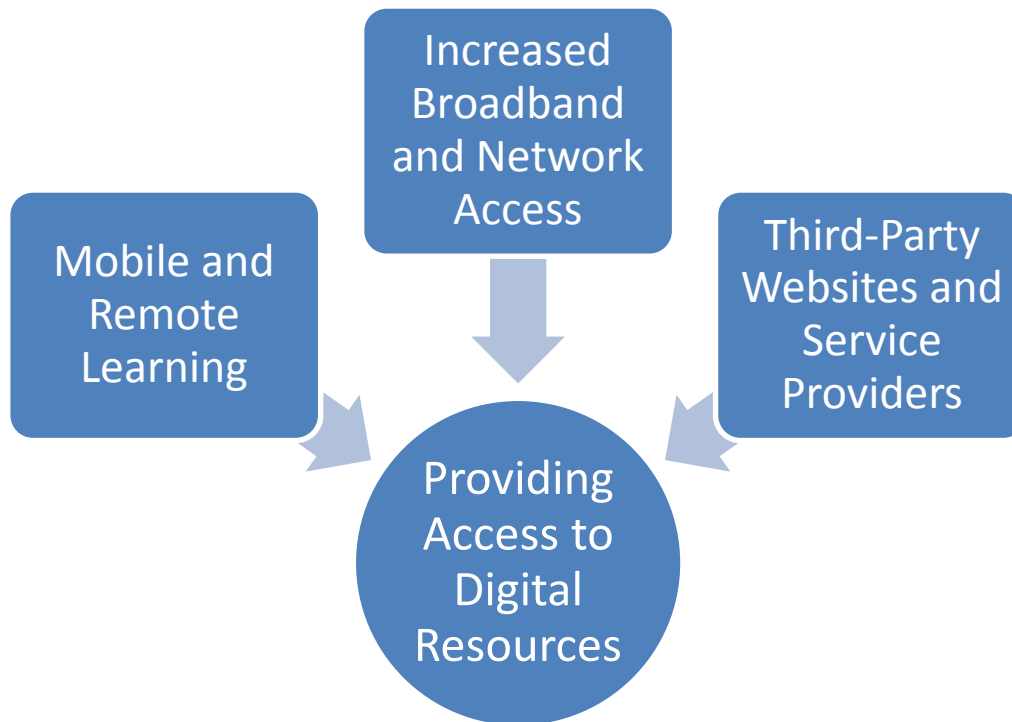 Increased
Broadband
and Network
Access
Mobile and
Remote
Learning
Third-Party
Websites and
Service
Providers
Providing
Access to
Digital
Resources